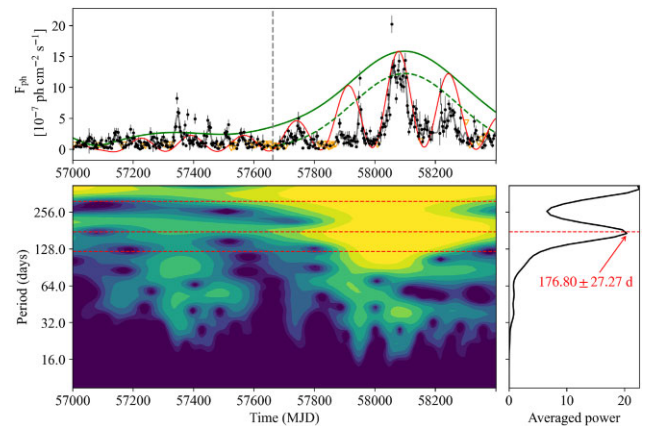 20
15
10
5
0
F_ph
[10⁻⁷ ph cm⁻² s⁻¹]
57000 57200 57400 57600 57800 58000 58200
256.0
128.0
64.0
32.0
16.0
Period (days)
57000 57200 57400 57600 57800 58000 58200
Time (MJD)
176.80 ± 27.27 d
0 10 20
Averaged power